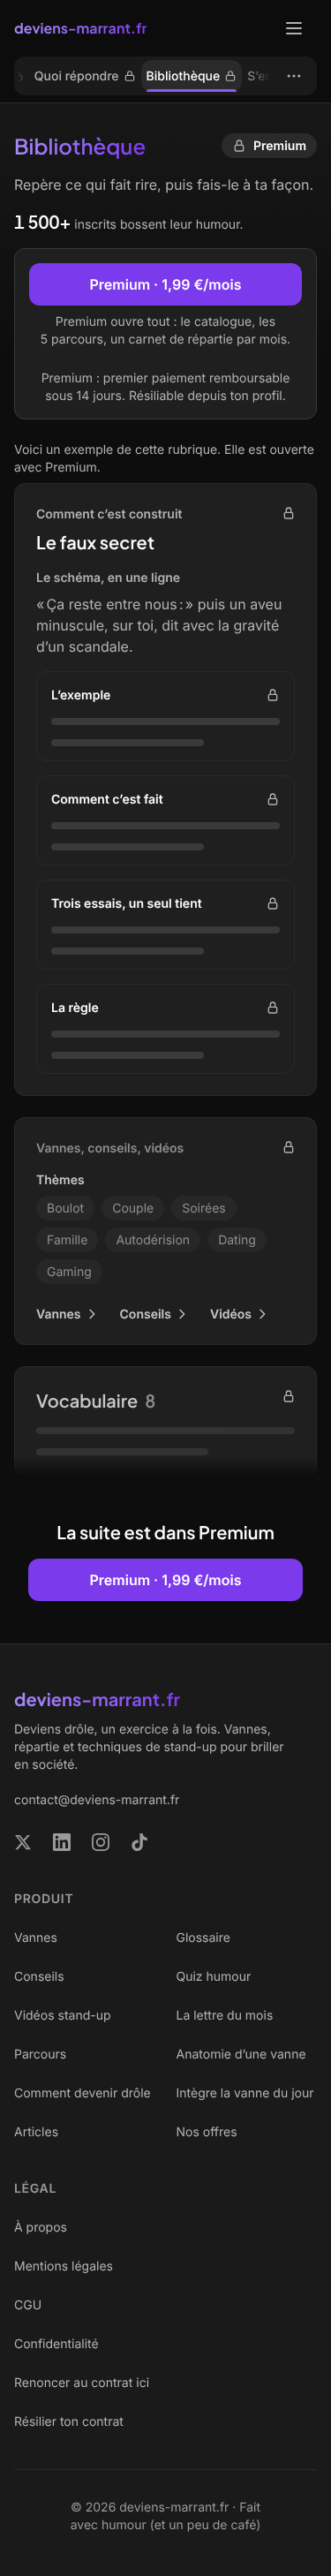 deviens-marrant.fr
Quoi répondre
Bibliothèque
Bibliothèque
Premium
Repère ce qui fait rire, puis fais-le à ta façon.
1 500+ inscrits bossent leur humour.
Premium · 1,99 €/mois
Premium ouvre tout : le catalogue, les
5 parcours, un carnet de répartie par mois.
Premium : premier paiement remboursable
sous 14 jours. Résiliable depuis ton profil.
Voici un exemple de cette rubrique. Elle est ouverte
avec Premium.
Comment c’est construit
Le faux secret
Le schéma, en une ligne
« Ça reste entre nous : » puis un aveu
minuscule, sur toi, dit avec la gravité
d’un scandale.
L’exemple
Comment c’est fait
Trois essais, un seul tient
La règle
Vannes, conseils, vidéos
Thèmes
Boulot
Couple
Soirées
Famille
Autodérision
Dating
Gaming
Vannes
Conseils
Vidéos
Vocabulaire 8
La suite est dans Premium
Premium · 1,99 €/mois
deviens-marrant.fr
Deviens drôle, un exercice à la fois. Vannes,
répartie et techniques de stand-up pour briller
en société.
contact@deviens-marrant.fr
PRODUIT
Vannes
Glossaire
Conseils
Quiz humour
Vidéos stand-up
La lettre du mois
Parcours
Anatomie d’une vanne
Comment devenir drôle
Intègre la vanne du jour
Articles
Nos offres
LÉGAL
À propos
Mentions légales
CGU
Confidentialité
Renoncer au contrat ici
Résilier ton contrat
© 2026 deviens-marrant.fr · Fait
avec humour (et un peu de café)